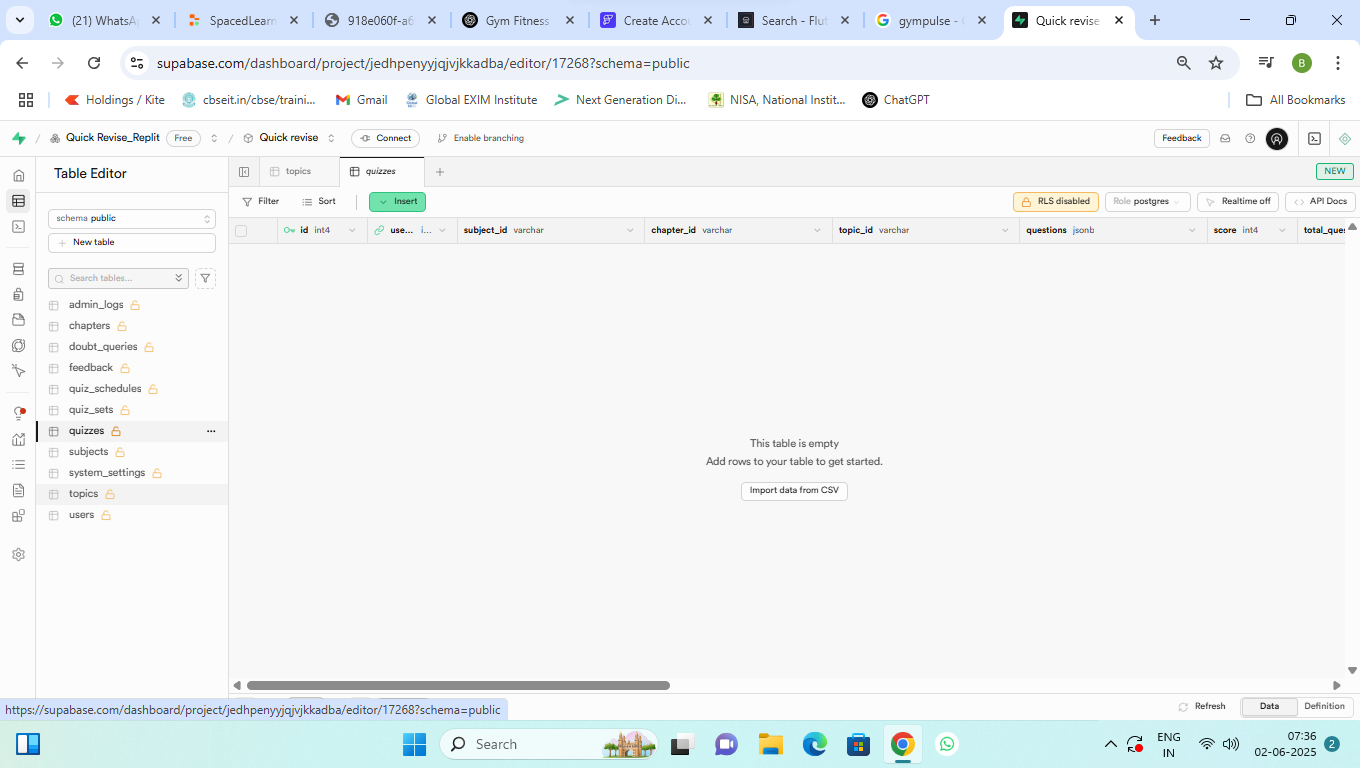 (21) WhatsA
SpacedLearn
918e060f-a6
Gym Fitness
Create Accou
Search - Flut
gympulse - G
Quick revise
supabase.com/dashboard/project/jedhpenyyjqjvjkkadba/editor/17268?schema=public
B
Holdings / Kite
cbseit.in/cbse/traini...
Gmail
Global EXIM Institute
Next Generation Di...
NISA, National Instit...
ChatGPT
All Bookmarks
/ Quick Revise_Replit Free / Quick revise Connect Enable branching
Feedback
Table Editor
topics
quizzes
NEW
schema public
New table
Search tables...
admin_logs
chapters
doubt_queries
feedback
quiz_schedules
quiz_sets
quizzes ...
subjects
system_settings
topics
users
Filter
Sort
Insert
RLS disabled
Role postgres
Realtime off
API Docs
id int4
use... i...
subject_id varchar
chapter_id varchar
topic_id varchar
questions jsonb
score int4
total_ques
This table is empty
Add rows to your table to get started.
Import data from CSV
https://supabase.com/dashboard/project/jedhpenyyjqjvjkkadba/editor/17268?schema=public
Refresh
Data
Definition
Search
ENG
IN
07:36
02-06-2025
2